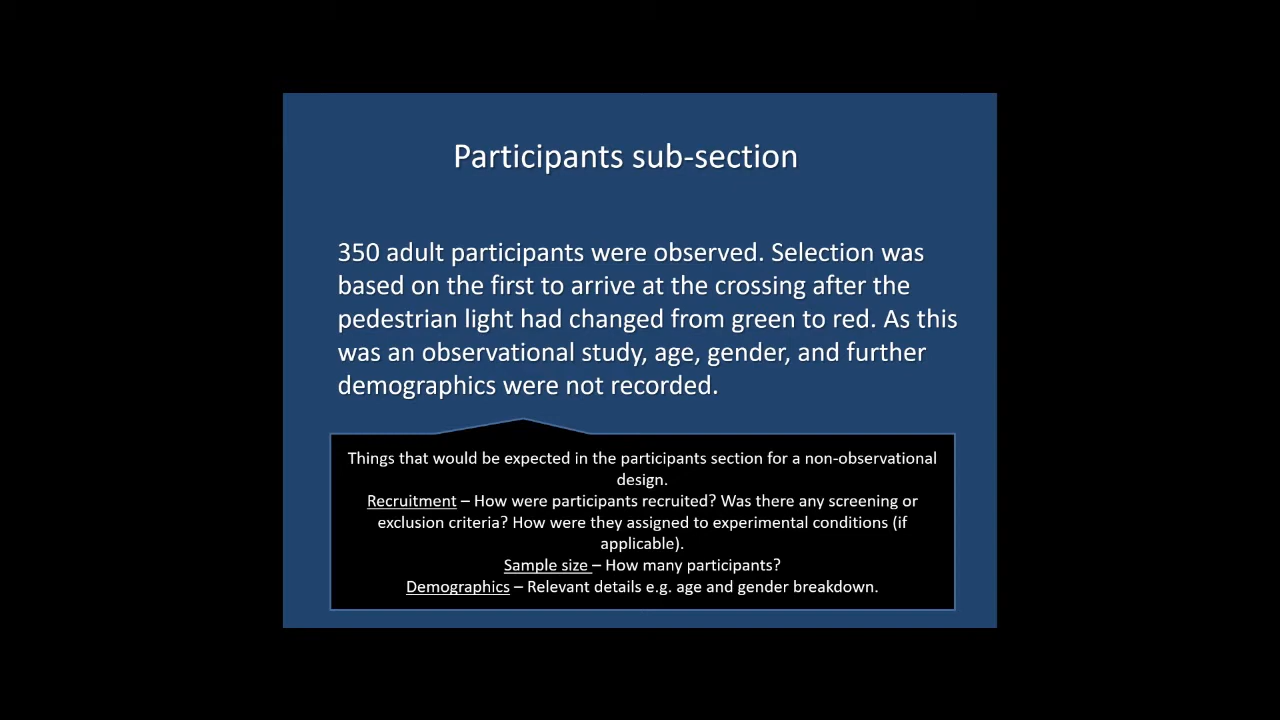 Participants sub-section
350 adult participants were observed. Selection was
based on the first to arrive at the crossing after the
pedestrian light had changed from green to red. As this
was an observational study, age, gender, and further
demographics were not recorded.
Things that would be expected in the participants section for a non-observational
design.
Recruitment – How were participants recruited? Was there any screening or
exclusion criteria? How were they assigned to experimental conditions (if
applicable).
Sample size – How many participants?
Demographics – Relevant details e.g. age and gender breakdown.